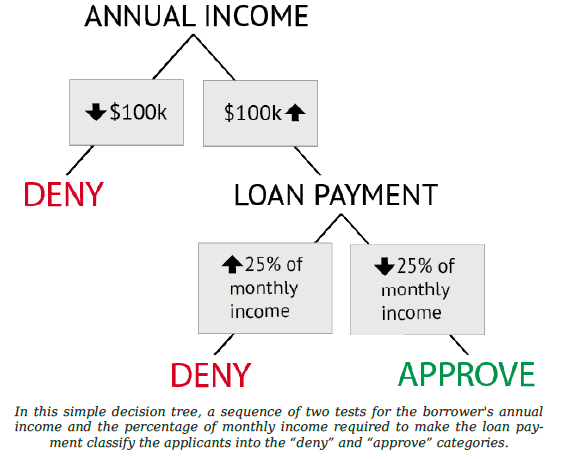 ANNUAL INCOME
⬇$100k
$100k⬆
DENY
LOAN PAYMENT
⬆25% of
monthly
income
⬇25% of
monthly
income
DENY
APPROVE
In this simple decision tree, a sequence of two tests for the borrower's annual
income and the percentage of monthly income required to make the loan pay-
ment classify the applicants into the “deny” and “approve” categories.